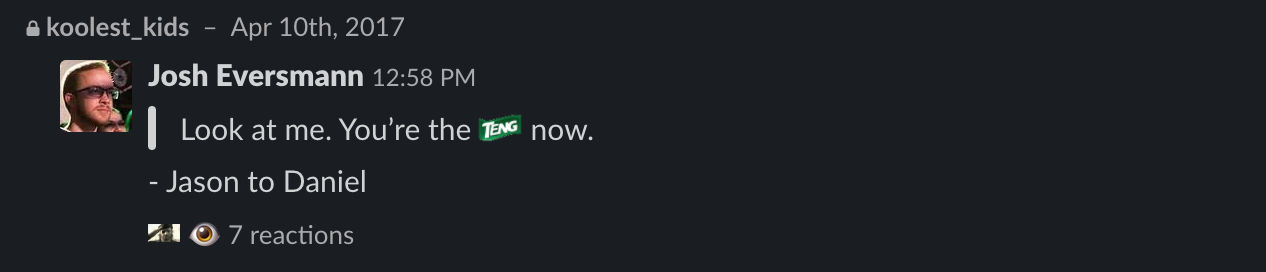 koolest_kids – Apr 10th, 2017
Josh Eversmann 12:58 PM
Look at me. You’re the TENG now.
- Jason to Daniel
7 reactions